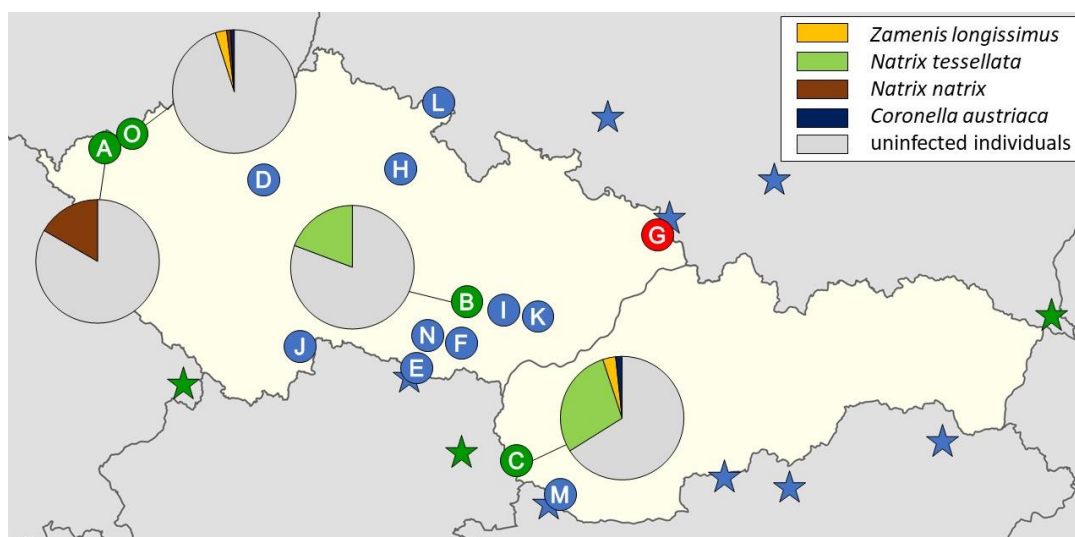 Zamenis longissimus
Natrix tessellata
Natrix natrix
Coronella austriaca
uninfected individuals
L
O
A
H
D
G
B
I
K
N
F
J
E
C
M